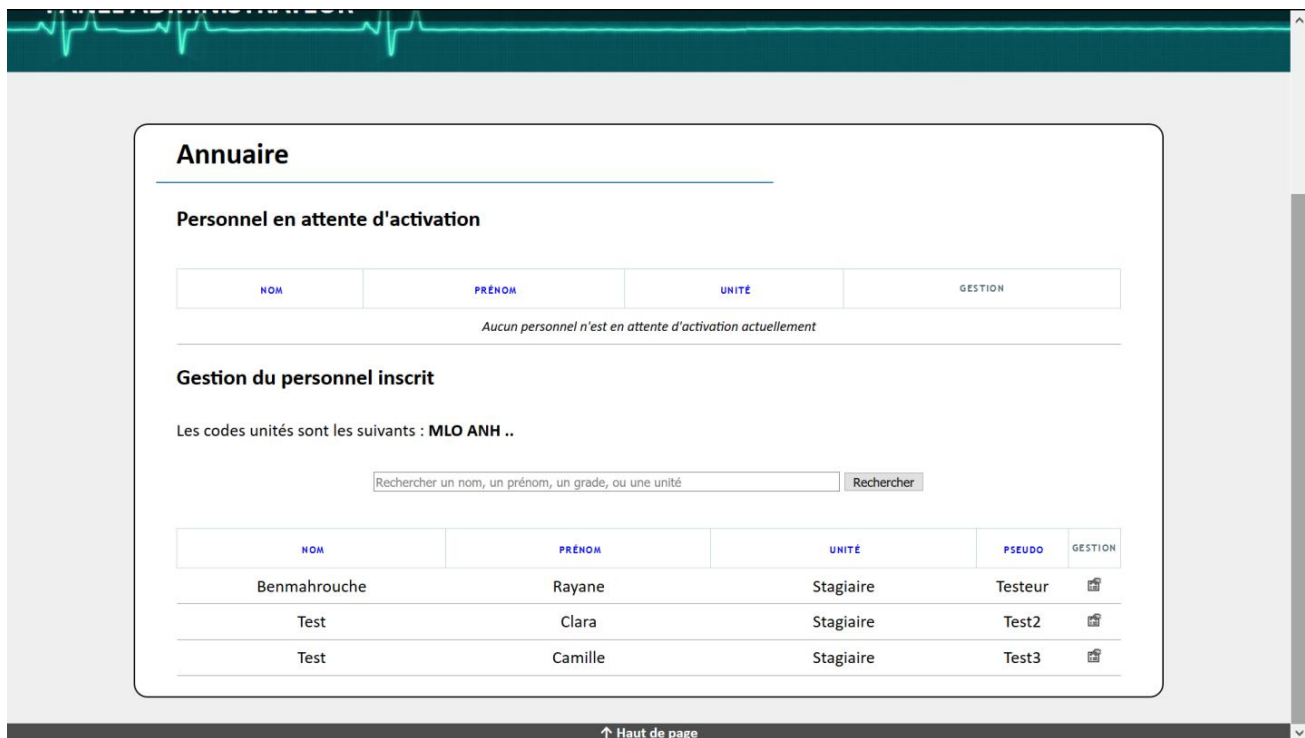 PANEL ADMINISTRATEUR
Annuaire
Personnel en attente d'activation
NOM PRÉNOM UNITÉ GESTION
Aucun personnel n'est en attente d'activation actuellement
Gestion du personnel inscrit
Les codes unités sont les suivants : MLO ANH ..
Rechercher un nom, un prénom, un grade, ou une unité Rechercher
NOM PRÉNOM UNITÉ PSEUDO GESTION
Benmahrouche Rayane Stagiaire Testeur
Test Clara Stagiaire Test2
Test Camille Stagiaire Test3
↑ Haut de page